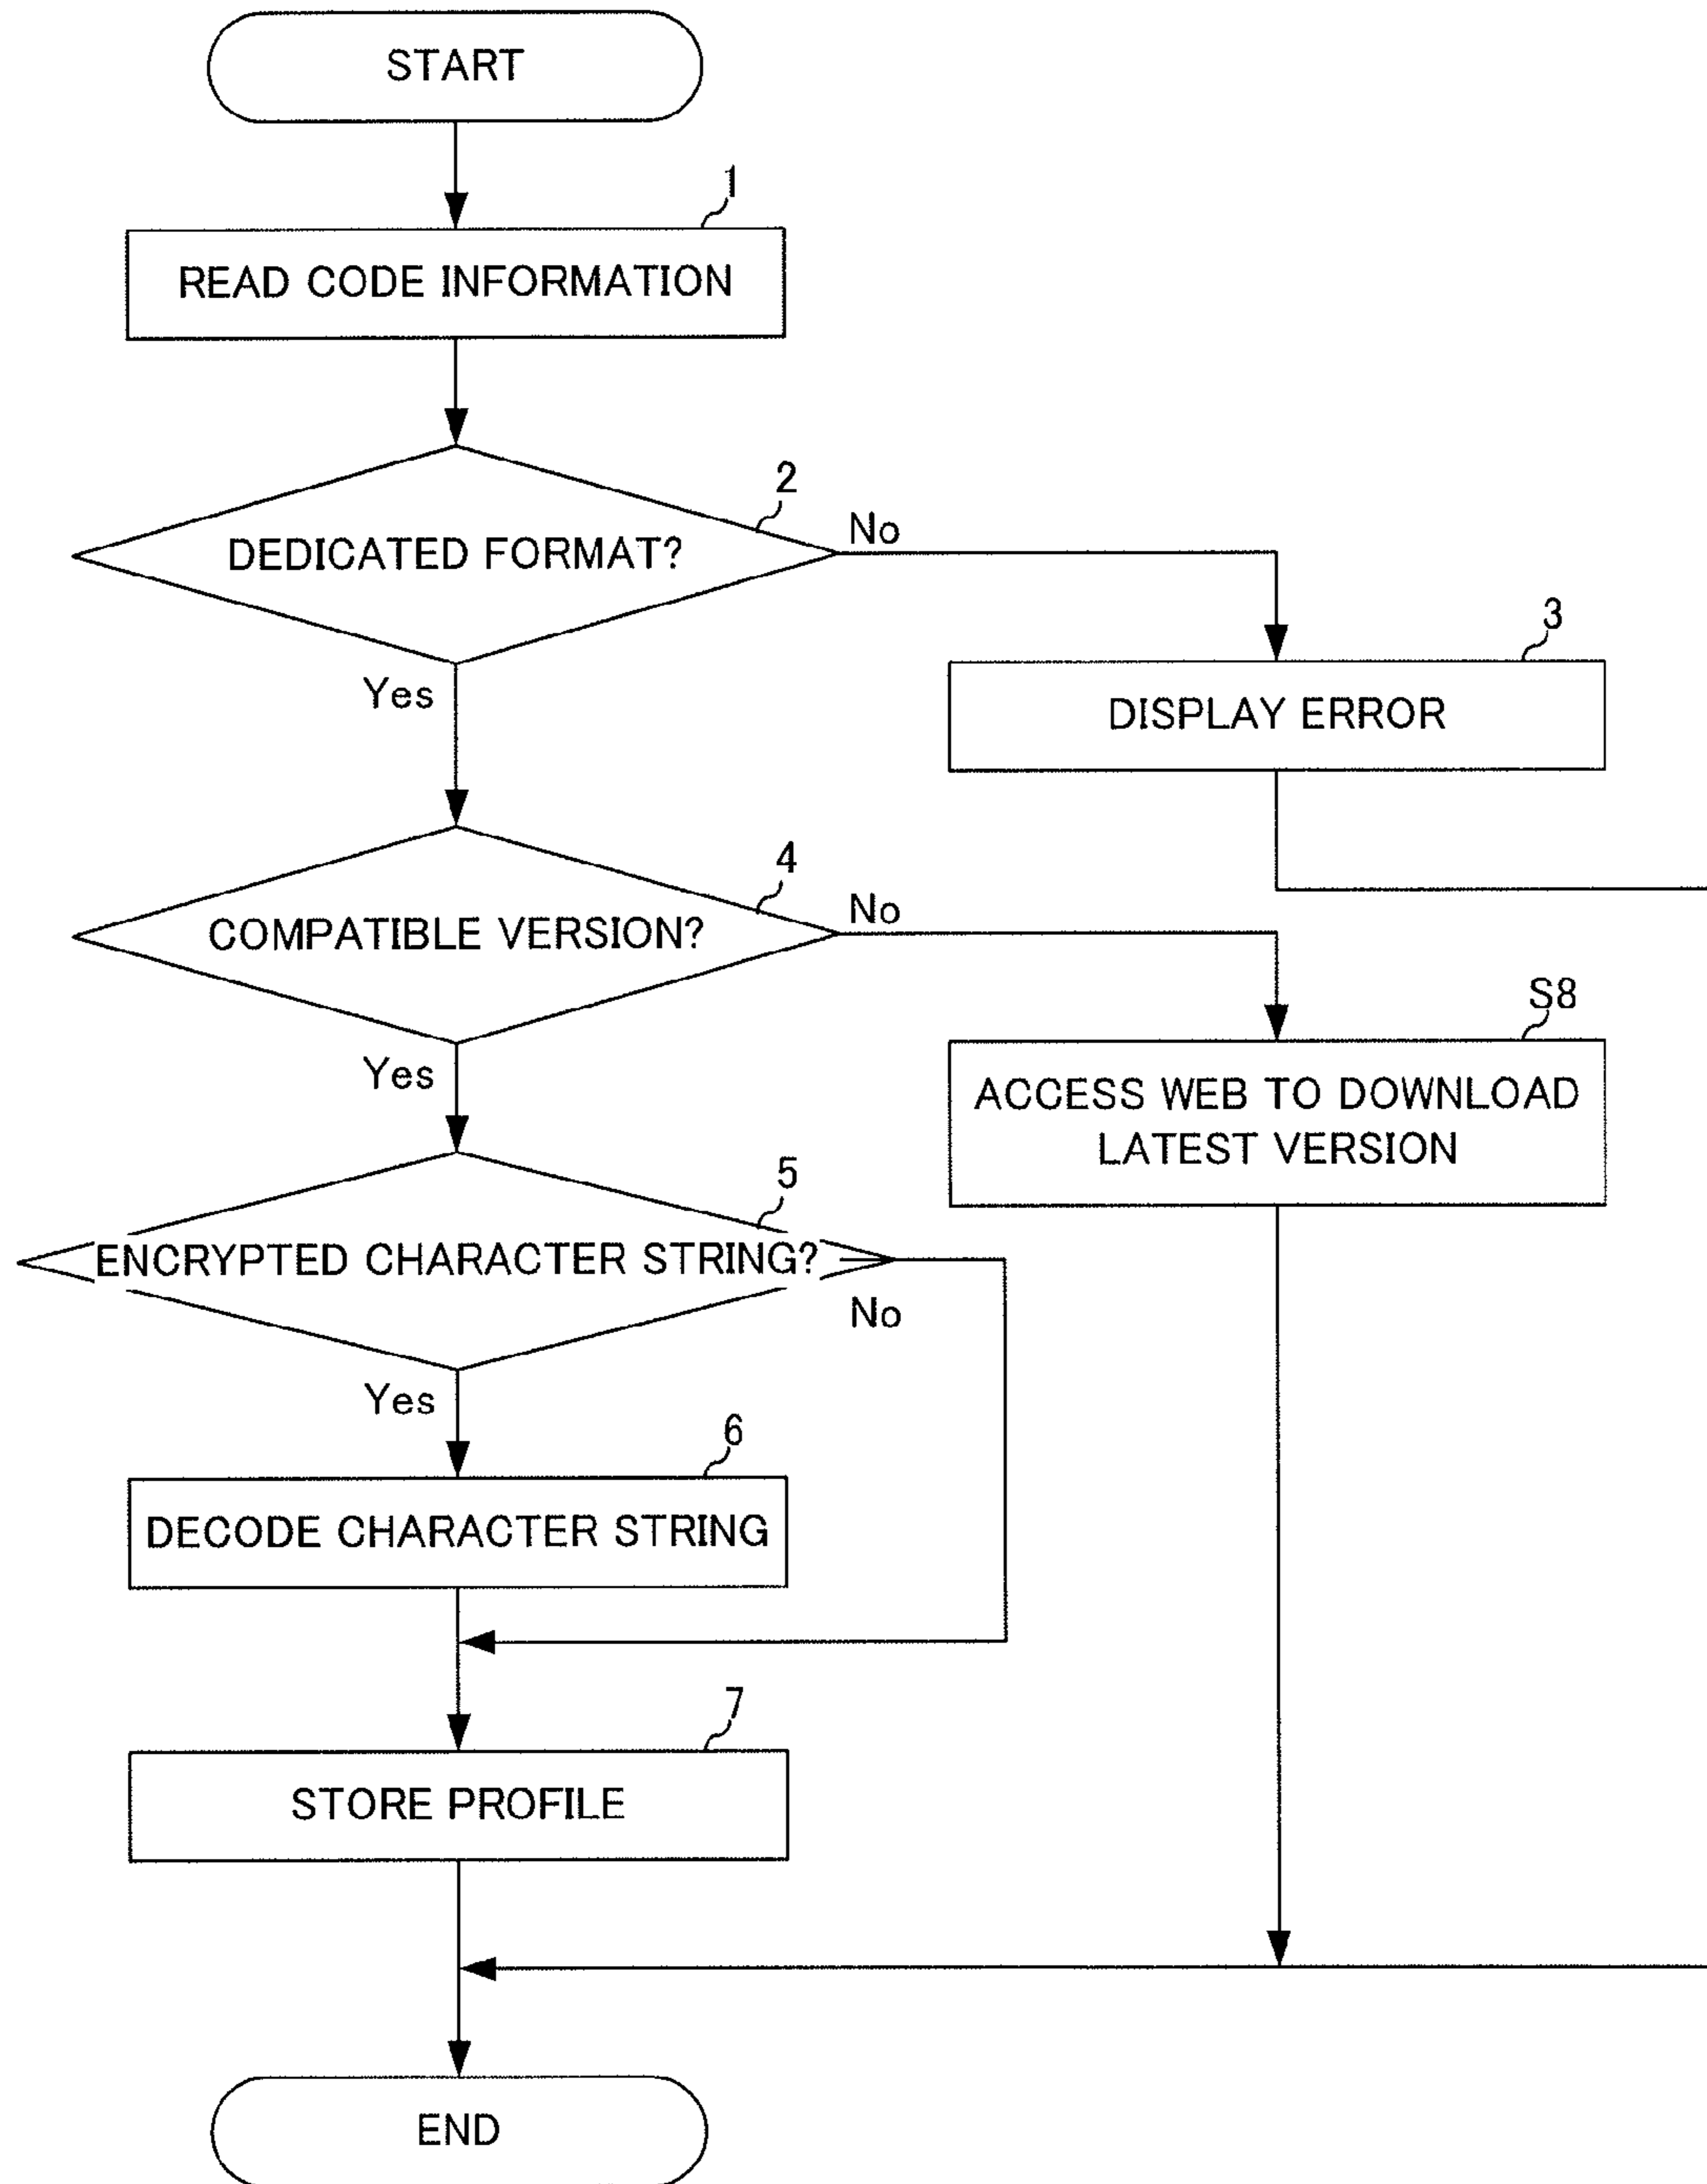 START
1
READ CODE INFORMATION
2
DEDICATED FORMAT?
No
Yes
3
DISPLAY ERROR
4
COMPATIBLE VERSION?
No
Yes
S8
ACCESS WEB TO DOWNLOAD
LATEST VERSION
5
ENCRYPTED CHARACTER STRING?
No
Yes
6
DECODE CHARACTER STRING
7
STORE PROFILE
END